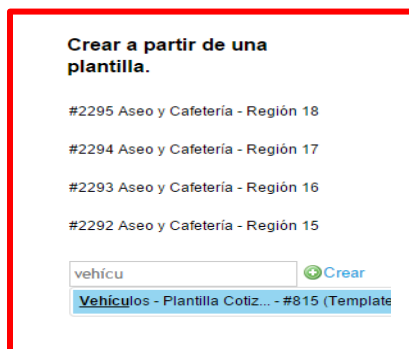 Crear a partir de una
plantilla.
#2295 Aseo y Cafetería - Región 18
#2294 Aseo y Cafetería - Región 17
#2293 Aseo y Cafetería - Región 16
#2292 Aseo y Cafetería - Región 15
vehícu Crear
Vehículos - Plantilla Cotiz... - #815 (Template